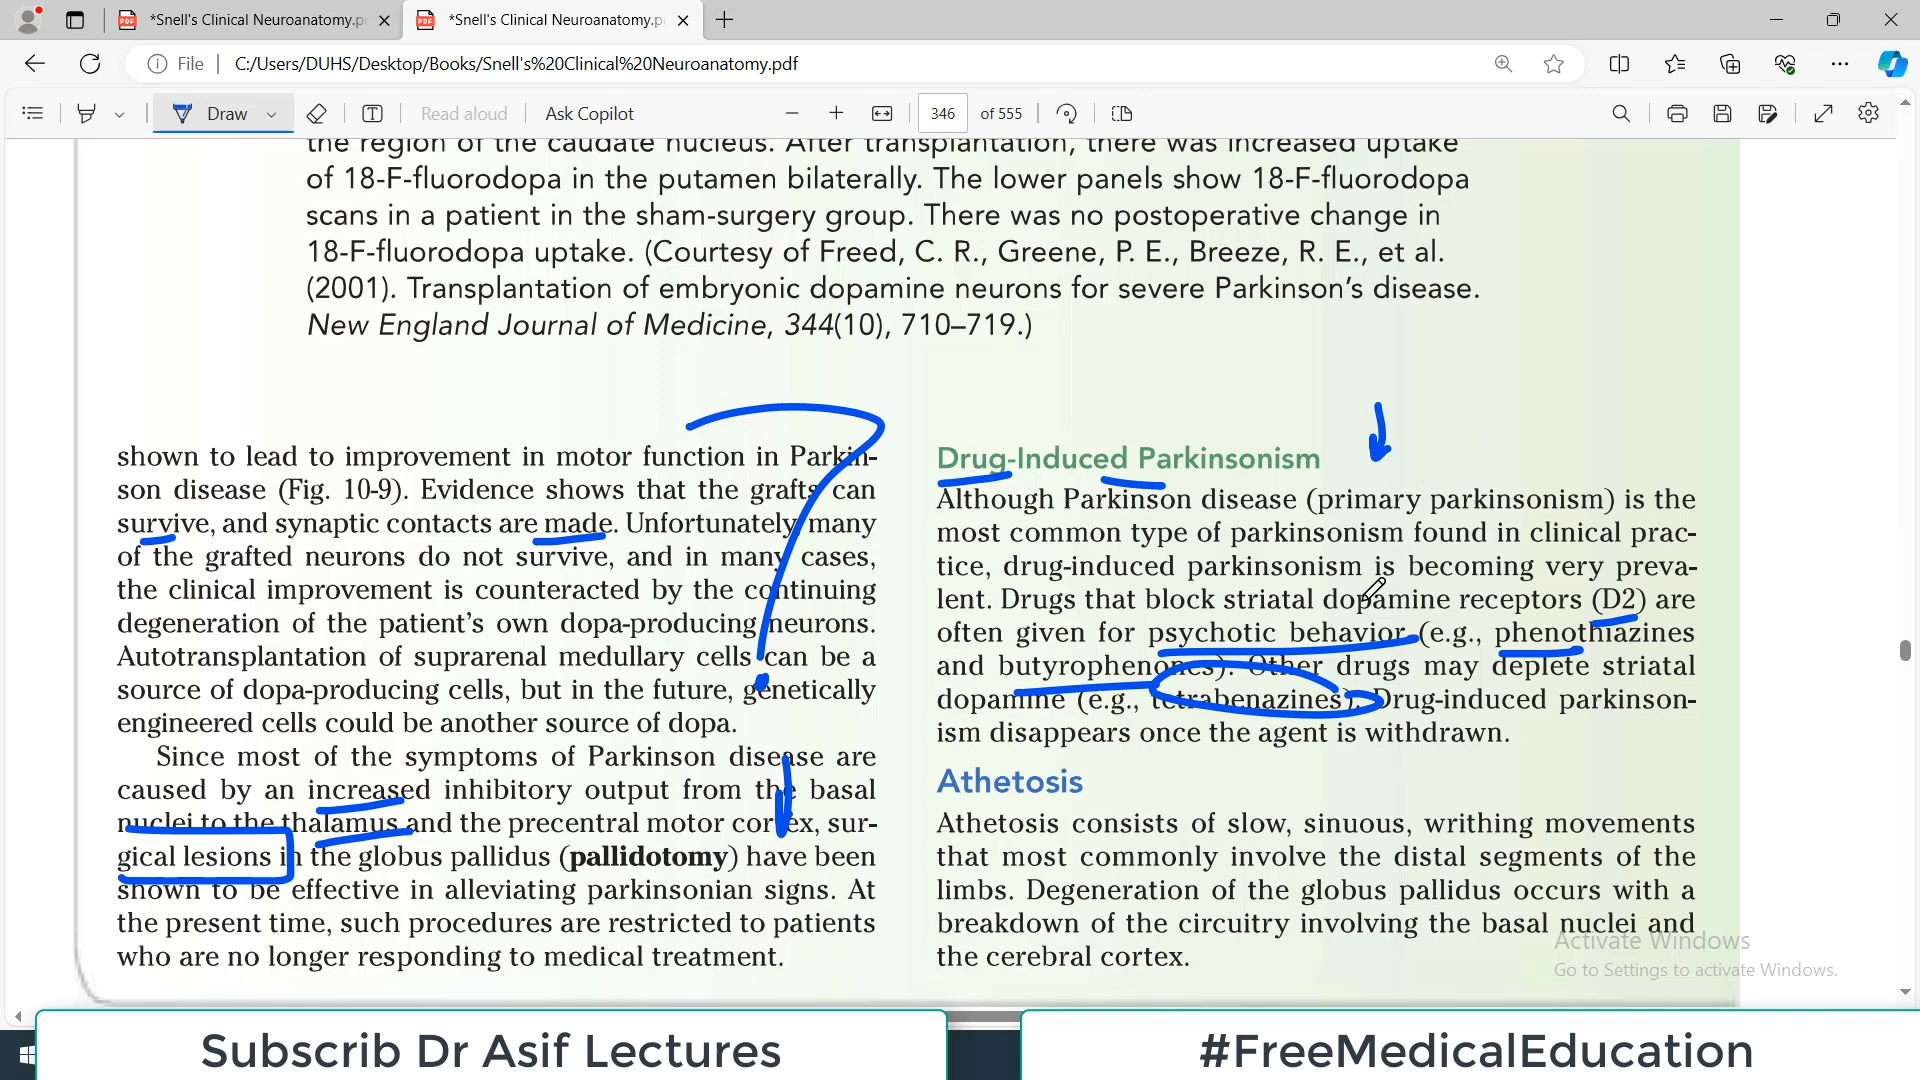 *Snell's Clinical Neuroanatomy.p
*Snell's Clinical Neuroanatomy.p
File
C:/Users/DUHS/Desktop/Books/Snell's%20Clinical%20Neuroanatomy.pdf
Draw
Read aloud
Ask Copilot
346 of 555
the region of the caudate nucleus. After transplantation, there was increased uptake
of 18-F-fluorodopa in the putamen bilaterally. The lower panels show 18-F-fluorodopa
scans in a patient in the sham-surgery group. There was no postoperative change in
18-F-fluorodopa uptake. (Courtesy of Freed, C. R., Greene, P. E., Breeze, R. E., et al.
(2001). Transplantation of embryonic dopamine neurons for severe Parkinson's disease.
New England Journal of Medicine, 344(10), 710–719.)
shown to lead to improvement in motor function in Parkin-
son disease (Fig. 10-9). Evidence shows that the grafts can
survive, and synaptic contacts are made. Unfortunately, many
of the grafted neurons do not survive, and in many cases,
the clinical improvement is counteracted by the continuing
degeneration of the patient's own dopa-producing neurons.
Autotransplantation of suprarenal medullary cells can be a
source of dopa-producing cells, but in the future, genetically
engineered cells could be another source of dopa.
Since most of the symptoms of Parkinson disease are
caused by an increased inhibitory output from the basal
nuclei to the thalamus and the precentral motor cortex, sur-
gical lesions in the globus pallidus (pallidotomy) have been
shown to be effective in alleviating parkinsonian signs. At
the present time, such procedures are restricted to patients
who are no longer responding to medical treatment.
Drug-Induced Parkinsonism
Although Parkinson disease (primary parkinsonism) is the
most common type of parkinsonism found in clinical prac-
tice, drug-induced parkinsonism is becoming very preva-
lent. Drugs that block striatal dopamine receptors (D2) are
often given for psychotic behavior (e.g., phenothiazines
and butyrophenones). Other drugs may deplete striatal
dopamine (e.g., tetrabenazines). Drug-induced parkinson-
ism disappears once the agent is withdrawn.
Athetosis
Athetosis consists of slow, sinuous, writhing movements
that most commonly involve the distal segments of the
limbs. Degeneration of the globus pallidus occurs with a
breakdown of the circuitry involving the basal nuclei and
the cerebral cortex.
Activate Windows
Go to Settings to activate Windows.
Subscrib Dr Asif Lectures
#FreeMedicalEducation